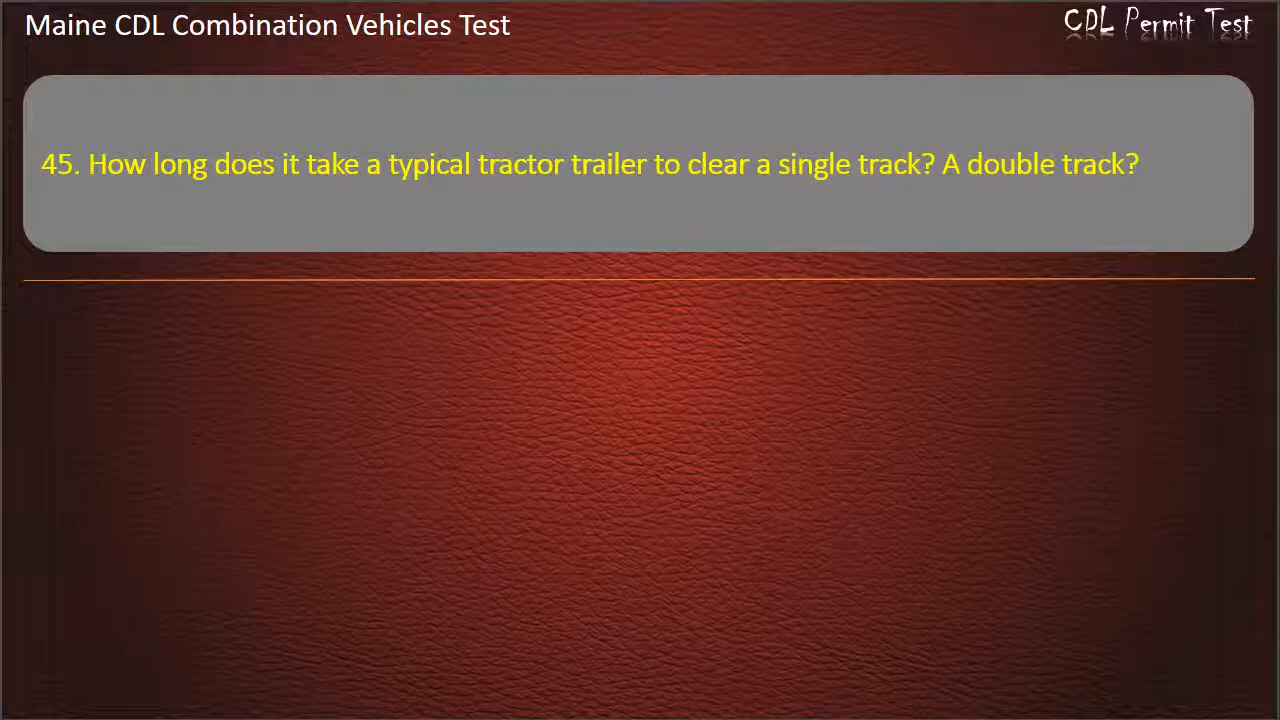 Maine CDL Combination Vehicles Test
CDL Permit Test
45. How long does it take a typical tractor trailer to clear a single track? A double track?